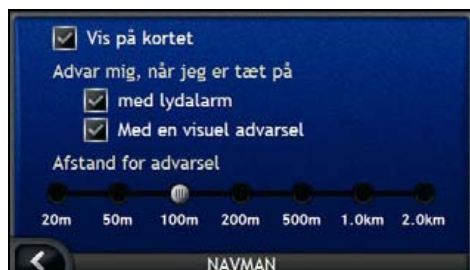 Vis på kortet
Advar mig, når jeg er tæt på
med lydalarm
Med en visuel advarsel
Afstand for advarsel
20m 50m 100m 200m 500m 1.0km 2.0km
NAVMAN